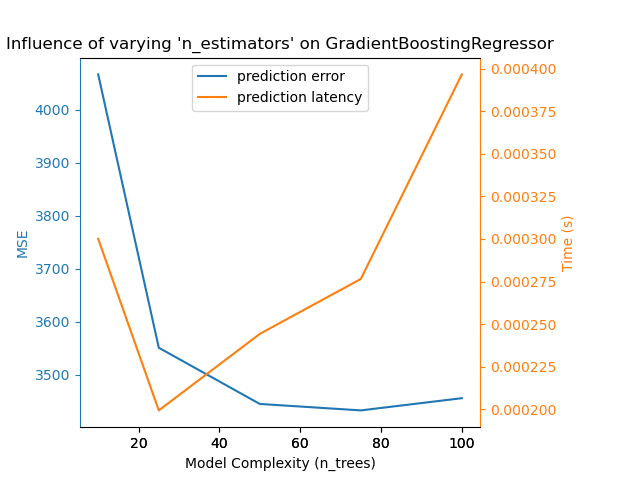 Influence of varying 'n_estimators' on GradientBoostingRegressor
prediction error
prediction latency
MSE
4000
3900
3800
3700
3600
3500
0.000400
0.000375
0.000350
0.000325
0.000300
0.000275
0.000250
0.000225
0.000200
Time (s)
20 40 60 80 100
Model Complexity (n_trees)